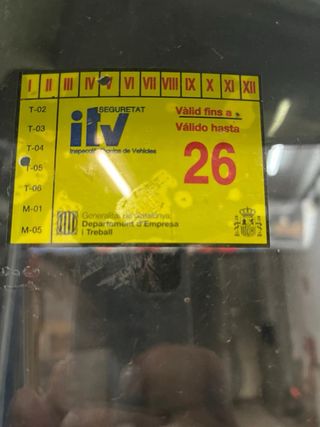 I II III IV V VI VII VIII IX X XI XII
T-02
T-03
T-04
T-05
T-06
M-01
M-05
SEGURETAT
itv
Inspecció Tècnica de Vehicles
Vàlid fins a
Válido hasta
26
Generalitat de Catalunya
Departament d'Empresa
i Treball